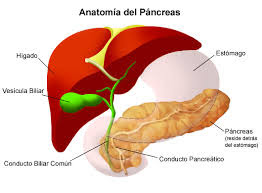 Anatomía del Páncreas
Hígado
Estómago
Vesícula Biliar
Páncreas
(reside detrás
del estómago)
Conducto Biliar Común
Conducto Pancreático